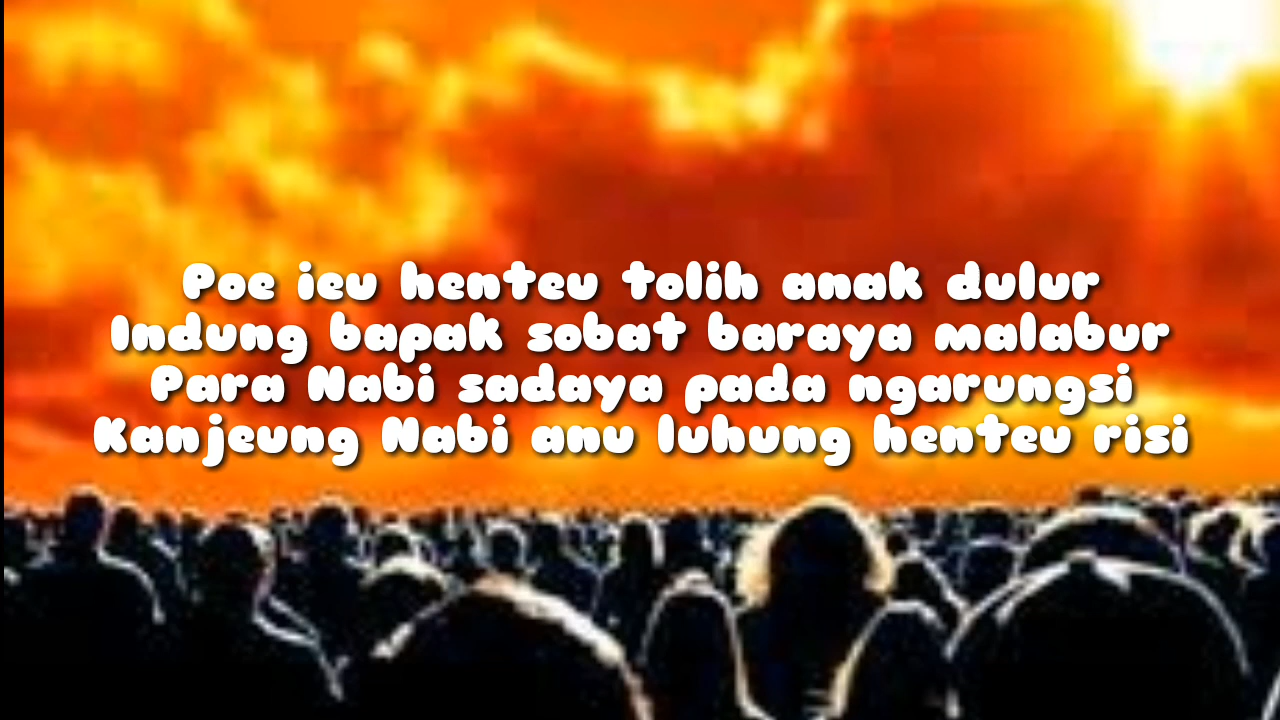 Poe ieu henteu tolih anak dulur
Indung bapak sobat baraya malabur
Para Nabi sadaya pada ngarungsi
Kanjeung Nabi anu luhung henteu risi